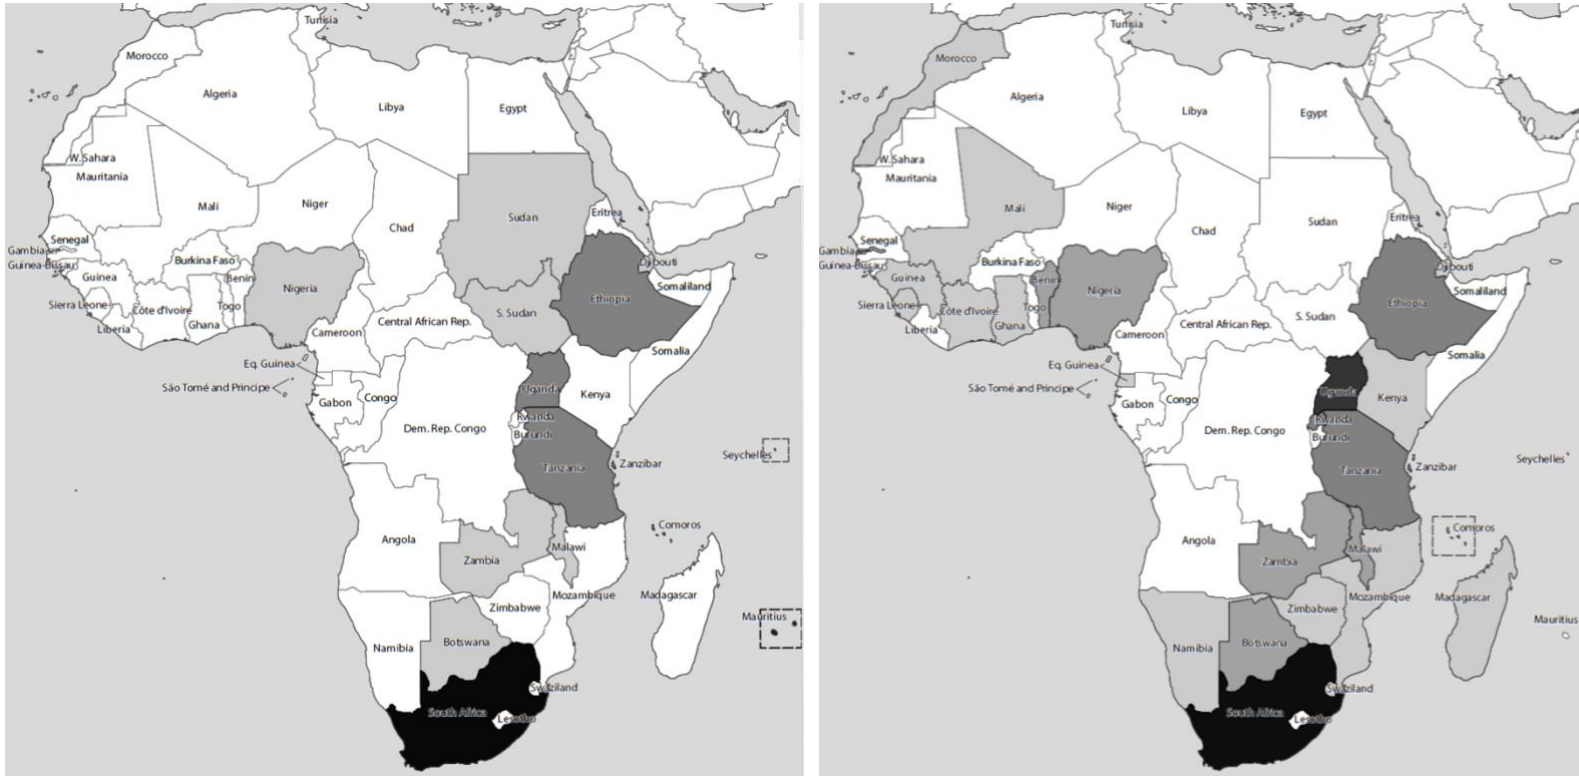 Tunisia
Morocco
Algeria
Libya
Egypt
W. Sahara
Mauritania
Mali
Niger
Chad
Sudan
Eritrea
Senegal
Gambia
Guinea-Bissau
Guinea
Burkina Faso
Benin
Nigeria
Djibouti
Somaliland
Ethiopia
Sierra Leone
Côte d'Ivoire
Togo
Ghana
Liberia
S. Sudan
Cameroon
Central African Rep.
Somalia
Eq. Guinea
São Tomé and Principe
Uganda
Kenya
Gabon
Congo
Rwanda
Dem. Rep. Congo
Burundi
Seychelles
Tanzania
Zanzibar
Comoros
Angola
Malawi
Zambia
Mozambique
Madagascar
Zimbabwe
Mauritius
Botswana
Namibia
Swaziland
South Africa
Lesotho
Tunisia
Morocco
Algeria
Libya
Egypt
W. Sahara
Mauritania
Mali
Niger
Chad
Sudan
Eritrea
Senegal
Gambia
Guinea-Bissau
Guinea
Burkina Faso
Benin
Nigeria
Djibouti
Somaliland
Ethiopia
Sierra Leone
Côte d'Ivoire
Togo
Ghana
Liberia
S. Sudan
Cameroon
Central African Rep.
Somalia
Eq. Guinea
São Tomé and Principe
Uganda
Kenya
Gabon
Congo
Rwanda
Dem. Rep. Congo
Burundi
Seychelles
Tanzania
Zanzibar
Comoros
Angola
Malawi
Zambia
Mozambique
Madagascar
Zimbabwe
Mauritius
Botswana
Namibia
Swaziland
South Africa
Lesotho